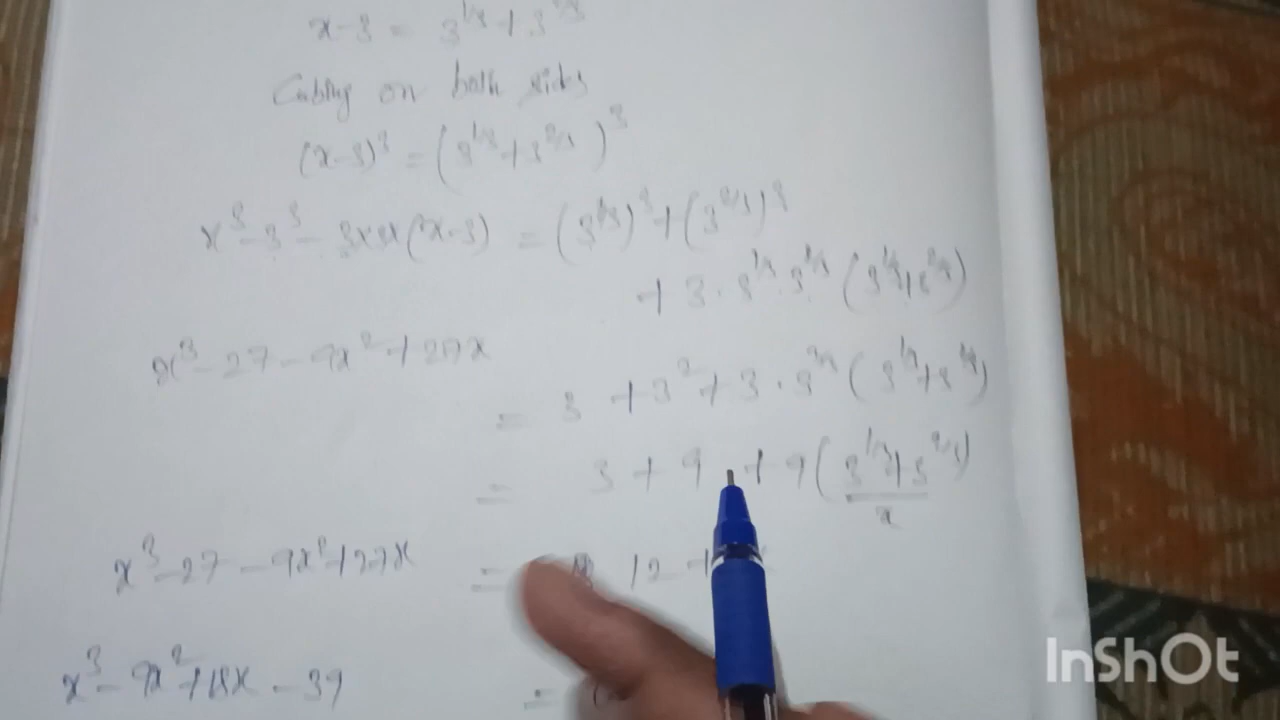 x-3 = 3^{1/3} + 3^{2/3}
Cubing on both sides
(x-3)^3 = (3^{1/3} + 3^{2/3})^3
x^3 - 3^3 - 3x3x(x-3) = (3^{1/3})^3 + (3^{2/3})^3
+ 3 . 3^{1/3} . 3^{2/3} (3^{1/3} + 3^{2/3})
x^3 - 27 - 9x^2 + 27x
= 3 + 3^2 + 3 . 3^{3/3} (3^{1/3} + 3^{2/3})
= 3 + 9 + 9 (3^{1/3} + 3^{2/3})
x
x^3 - 27 - 9x^2 + 27x = 12 +
x^3 - 9x^2 + 18x - 39 =
InShOt